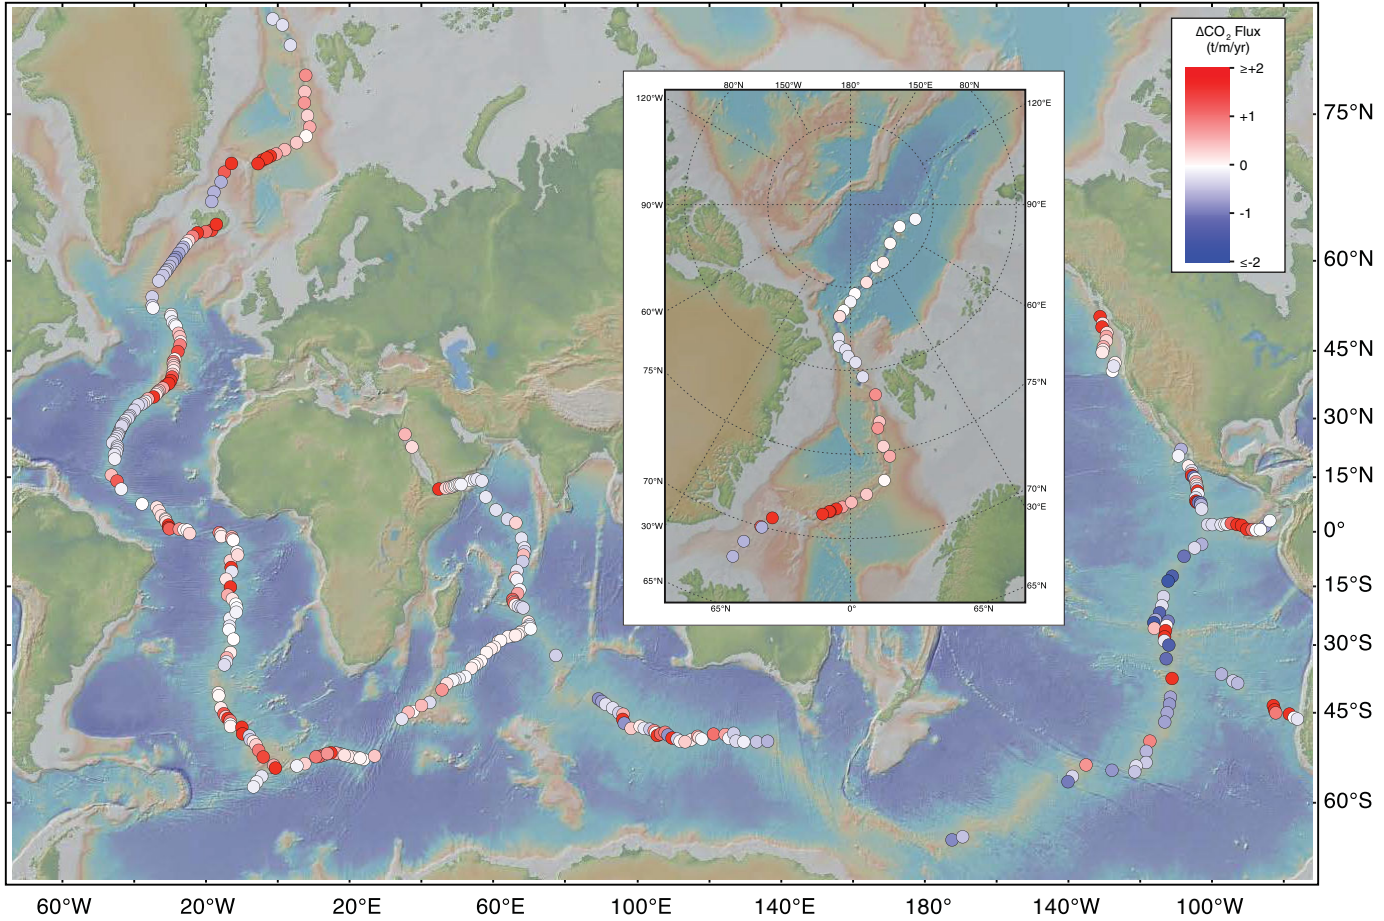 ΔCO2 Flux
(t/m/yr)
≥+2
+1
0
-1
≤-2
80°N
150°W
180°
150°E
80°N
120°W
120°E
90°W
90°E
60°W
60°E
75°N
75°N
70°N
70°N
30°W
30°E
65°N
65°N
65°N
0°
65°N
75°N
60°N
45°N
30°N
15°N
0°
15°S
30°S
45°S
60°S
60°W
20°W
20°E
60°E
100°E
140°E
180°
140°W
100°W